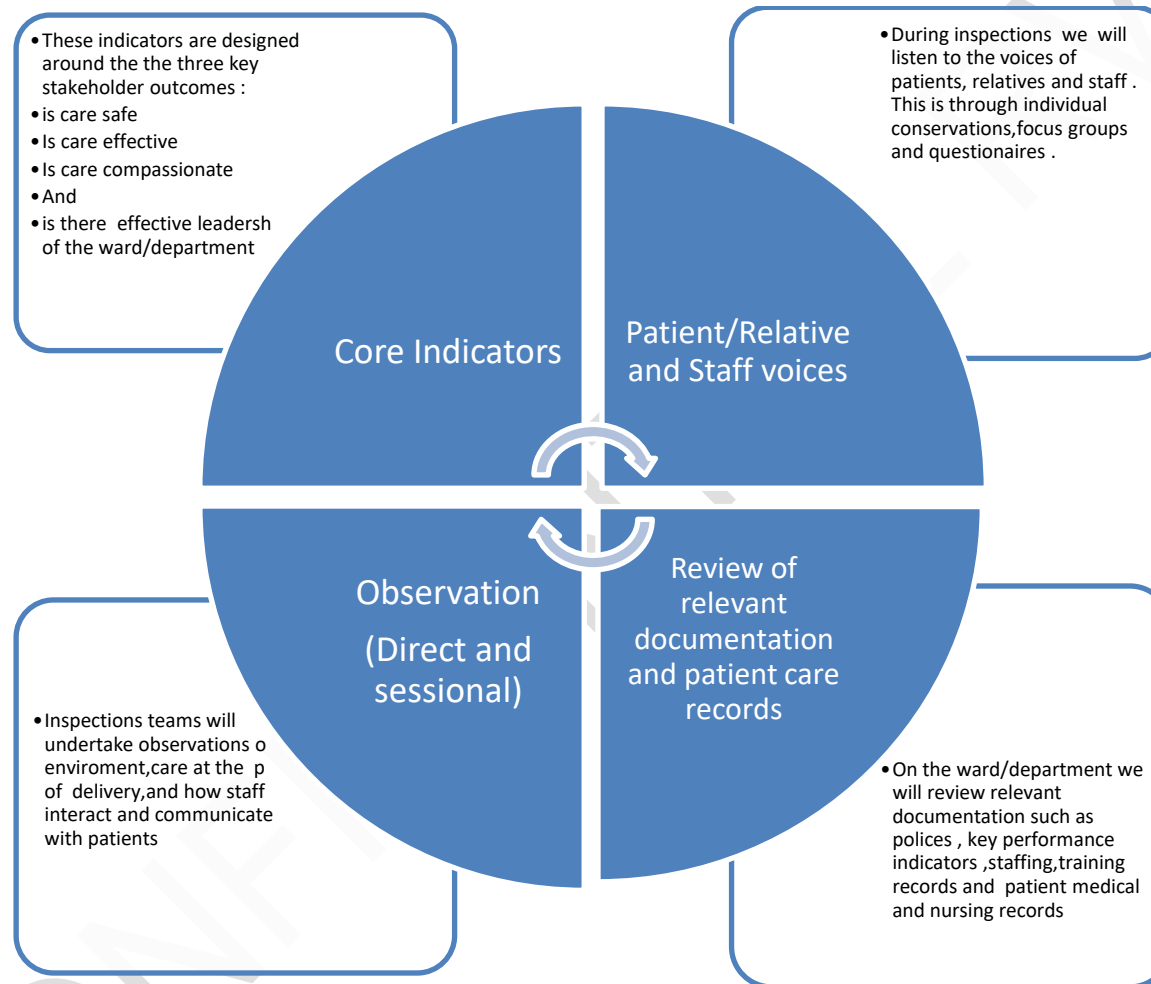 •These indicators are designed
around the the three key
stakeholder outcomes :
•is care safe
•Is care effective
•Is care compassionate
•And
•is there effective leadersh
of the ward/department
•During inspections we will
listen to the voices of
patients, relatives and staff .
This is through individual
conservations,focus groups
and questionaires .
Core Indicators
Patient/Relative
and Staff voices
Observation
(Direct and
sessional)
Review of
relevant
documentation
and patient care
records
•Inspections teams will
undertake observations o
enviroment,care at the p
of delivery,and how staff
interact and communicate
with patients
•On the ward/department we
will review relevant
documentation such as
polices , key performance
indicators ,staffing,training
records and patient medical
and nursing records